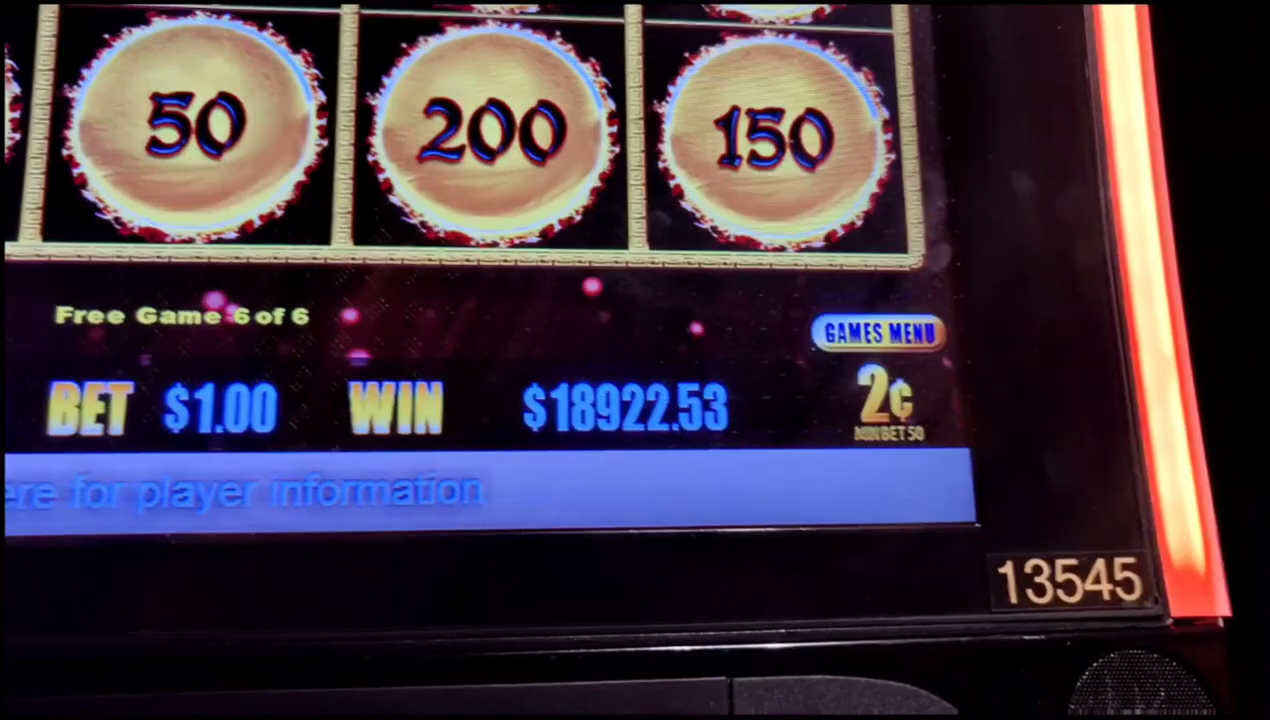 50 200 150
Free Game 6 of 6
GAMES MENU
BET $1.00 WIN $18922.53 2¢
MIN BET 50
ere for player information
13545